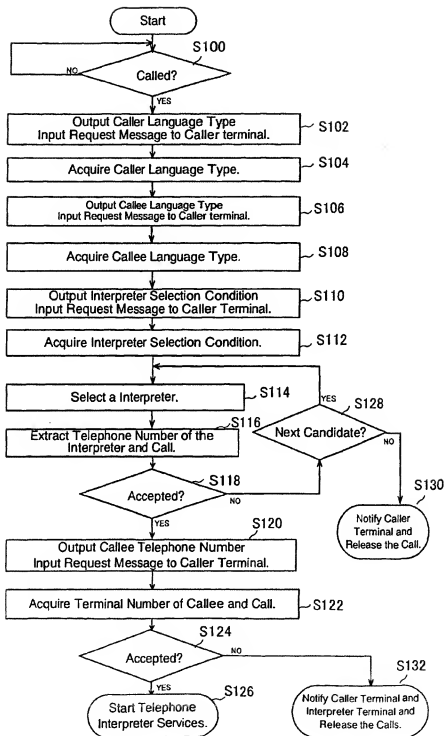 Start
S100
Called?
NO
YES
Output Caller Language Type
Input Request Message to Caller terminal.
S102
Acquire Caller Language Type.
S104
Output Callee Language Type
Input Request Message to Caller terminal.
S106
Acquire Callee Language Type.
S108
Output Interpreter Selection Condition
Input Request Message to Caller Terminal.
S110
Acquire Interpreter Selection Condition.
S112
Select a Interpreter.
S114
YES
S128
Next Candidate?
NO
S116
Extract Telephone Number of the
Interpreter and Call.
S118
Accepted?
NO
YES
S130
Notify Caller
Terminal and
Release the Call.
S120
Output Callee Telephone Number
Input Request Message to Caller Terminal.
Acquire Terminal Number of Callee and Call.
S122
S124
Accepted?
NO
YES
S126
Start Telephone
Interpreter Services.
S132
Notify Caller Terminal and
Interpreter Terminal and
Release the Calls.